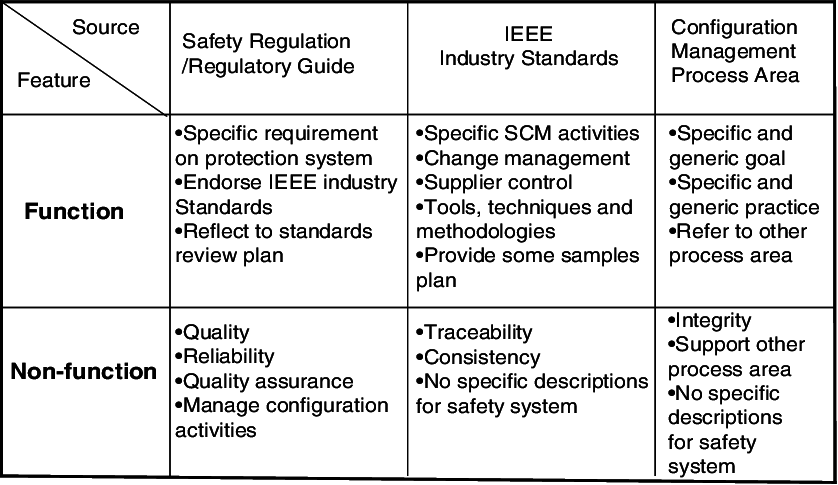 Source
Feature
Safety Regulation
/Regulatory Guide
IEEE
Industry Standards
Configuration
Management
Process Area
Function
•Specific requirement
on protection system
•Endorse IEEE industry
Standards
•Reflect to standards
review plan
•Specific SCM activities
•Change management
•Supplier control
•Tools, techniques and
methodologies
•Provide some samples
plan
•Specific and
generic goal
•Specific and
generic practice
•Refer to other
process area
Non-function
•Quality
•Reliability
•Quality assurance
•Manage configuration
activities
•Traceability
•Consistency
•No specific descriptions
for safety system
•Integrity
•Support other
process area
•No specific
descriptions
for safety
system